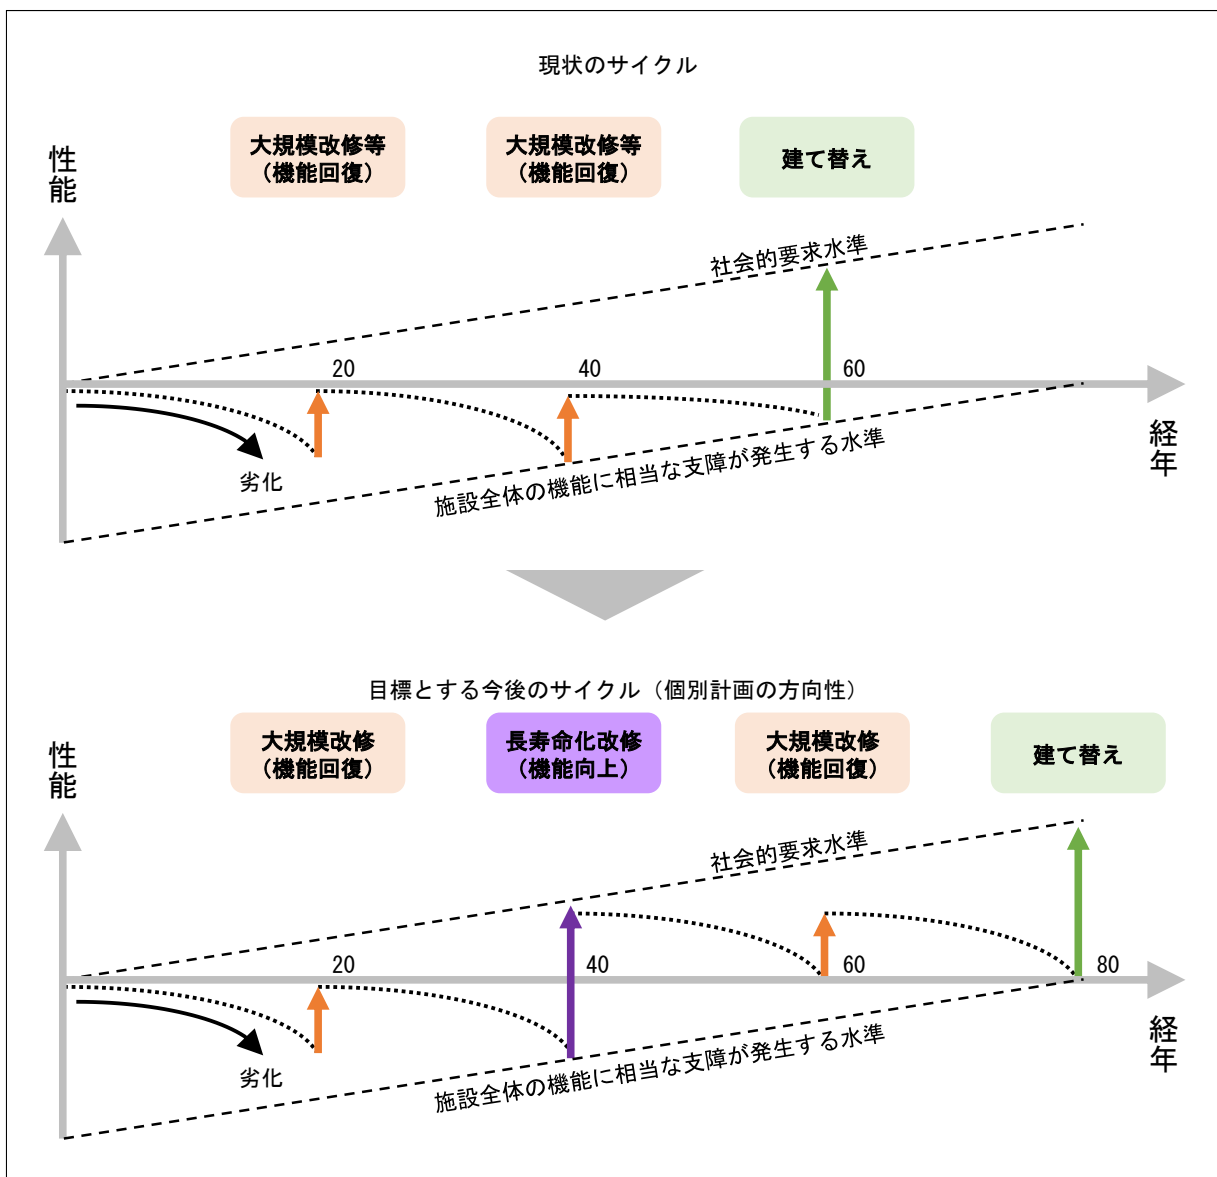 現状のサイクル
大規模改修等
（機能回復）
大規模改修等
（機能回復）
建て替え
性能
社会的要求水準
20
40
60
劣化
施設全体の機能に相当な支障が発生する水準
経年
目標とする今後のサイクル（個別計画の方向性）
大規模改修
（機能回復）
長寿命化改修
（機能向上）
大規模改修
（機能回復）
建て替え
性能
社会的要求水準
20
40
60
80
劣化
施設全体の機能に相当な支障が発生する水準
経年